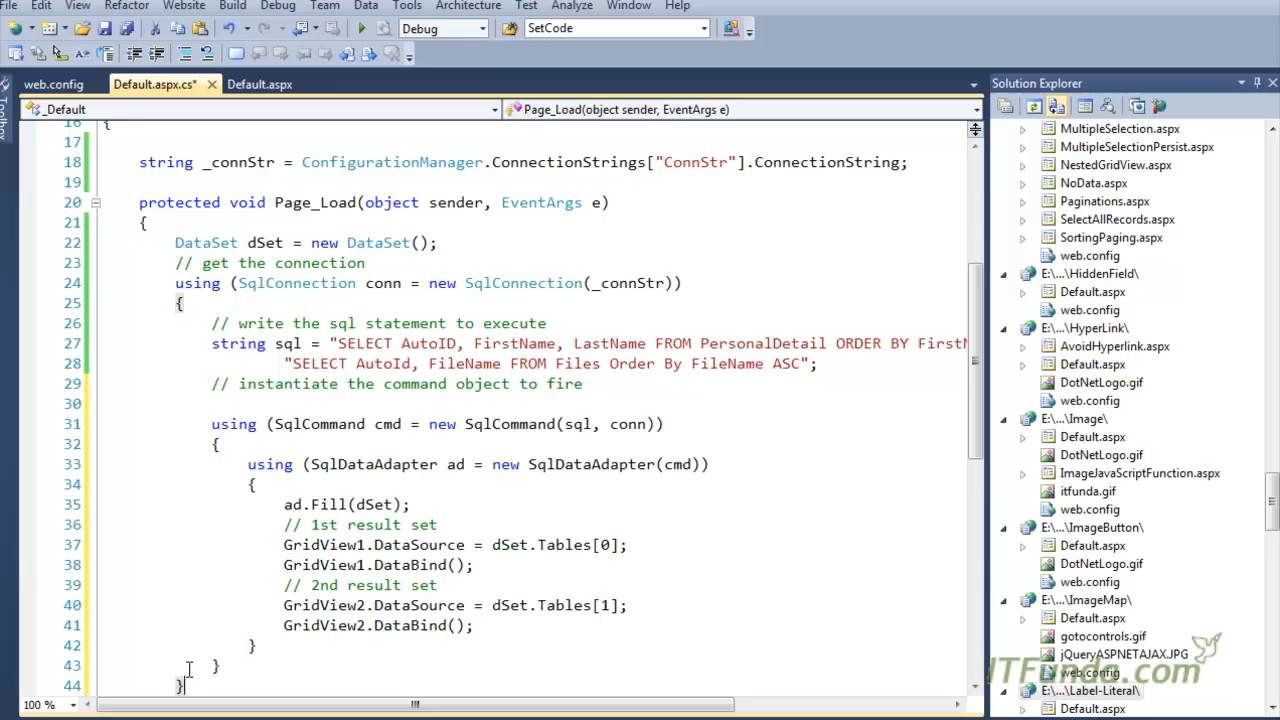 File Edit View Refactor Website Build Debug Team Data Tools Architecture Test Analyze Window Help
Debug SetCode
web.config Default.aspx.cs* Default.aspx
_Default Page_Load(object sender, EventArgs e)
16 {
17
18 string _connStr = ConfigurationManager.ConnectionStrings["ConnStr"].ConnectionString;
19
20 protected void Page_Load(object sender, EventArgs e)
21 {
22 DataSet dSet = new DataSet();
23 // get the connection
24 using (SqlConnection conn = new SqlConnection(_connStr))
25 {
26 // write the sql statement to execute
27 string sql = "SELECT AutoID, FirstName, LastName FROM PersonalDetail ORDER BY FirstN
28 "SELECT AutoId, FileName FROM Files Order By FileName ASC";
29 // instantiate the command object to fire
30
31 using (SqlCommand cmd = new SqlCommand(sql, conn))
32 {
33 using (SqlDataAdapter ad = new SqlDataAdapter(cmd))
34 {
35 ad.Fill(dSet);
36 // 1st result set
37 GridView1.DataSource = dSet.Tables[0];
38 GridView1.DataBind();
39 // 2nd result set
40 GridView2.DataSource = dSet.Tables[1];
41 GridView2.DataBind();
42 }
43 }
44 }
100 %
Toolbox
Solution Explorer
MultipleSelection.aspx
MultipleSelectionPersist.aspx
NestedGridView.aspx
NoData.aspx
Paginations.aspx
SelectAllRecords.aspx
SortingPaging.aspx
web.config
E:\...\HiddenField\
Default.aspx
web.config
E:\...\HyperLink\
AvoidHyperlink.aspx
Default.aspx
DotNetLogo.gif
web.config
E:\...\Image\
Default.aspx
DotNetLogo.gif
ImageJavaScriptFunction.aspx
itfunda.gif
web.config
E:\...\ImageButton\
Default.aspx
DotNetLogo.gif
web.config
E:\...\ImageMap\
Default.aspx
gotocontrols.gif
jQueryASPNETAJAX.JPG
web.config
E:\...\Label-Literal\
Default.aspx
ITFunda.com